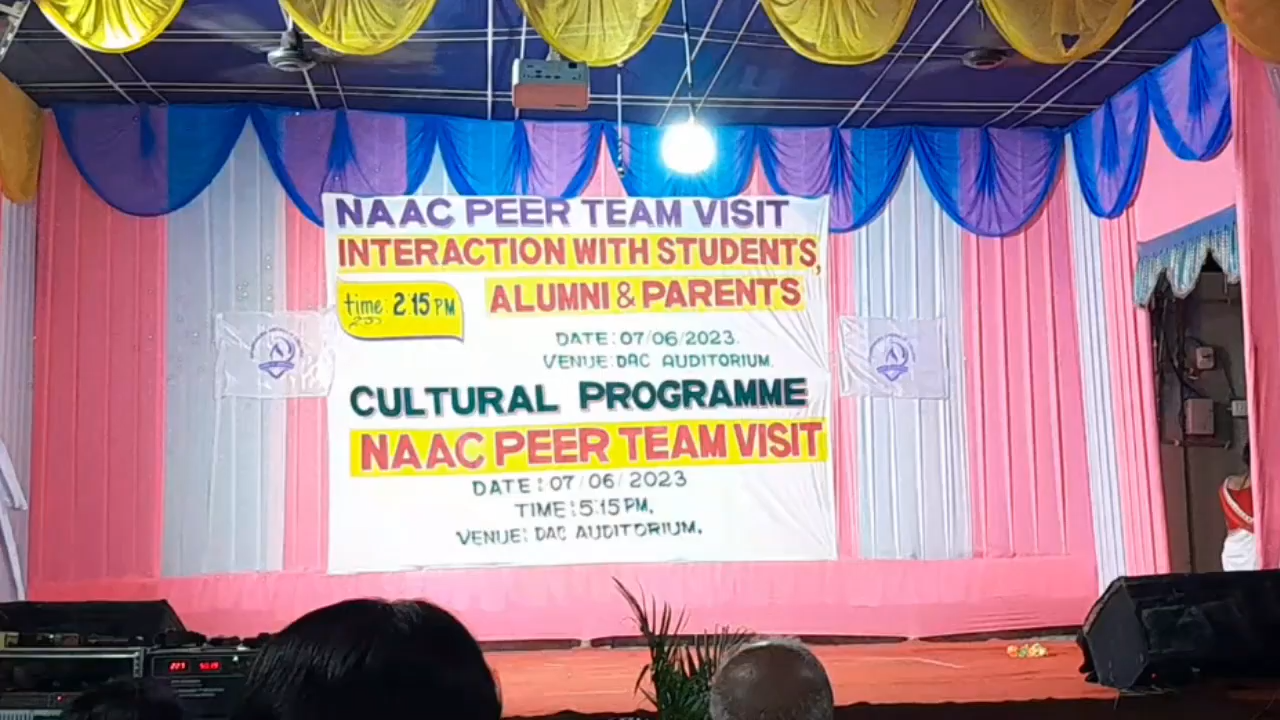 NAAC PEER TEAM VISIT
INTERACTION WITH STUDENTS,
time: 2:15 PM
ALUMNI & PARENTS
DATE: 07/06/2023.
VENUE: DAC AUDITORIUM.
CULTURAL PROGRAMME
NAAC PEER TEAM VISIT
DATE: 07/06/2023
TIME: 5:15 PM.
VENUE: DAC AUDITORIUM.